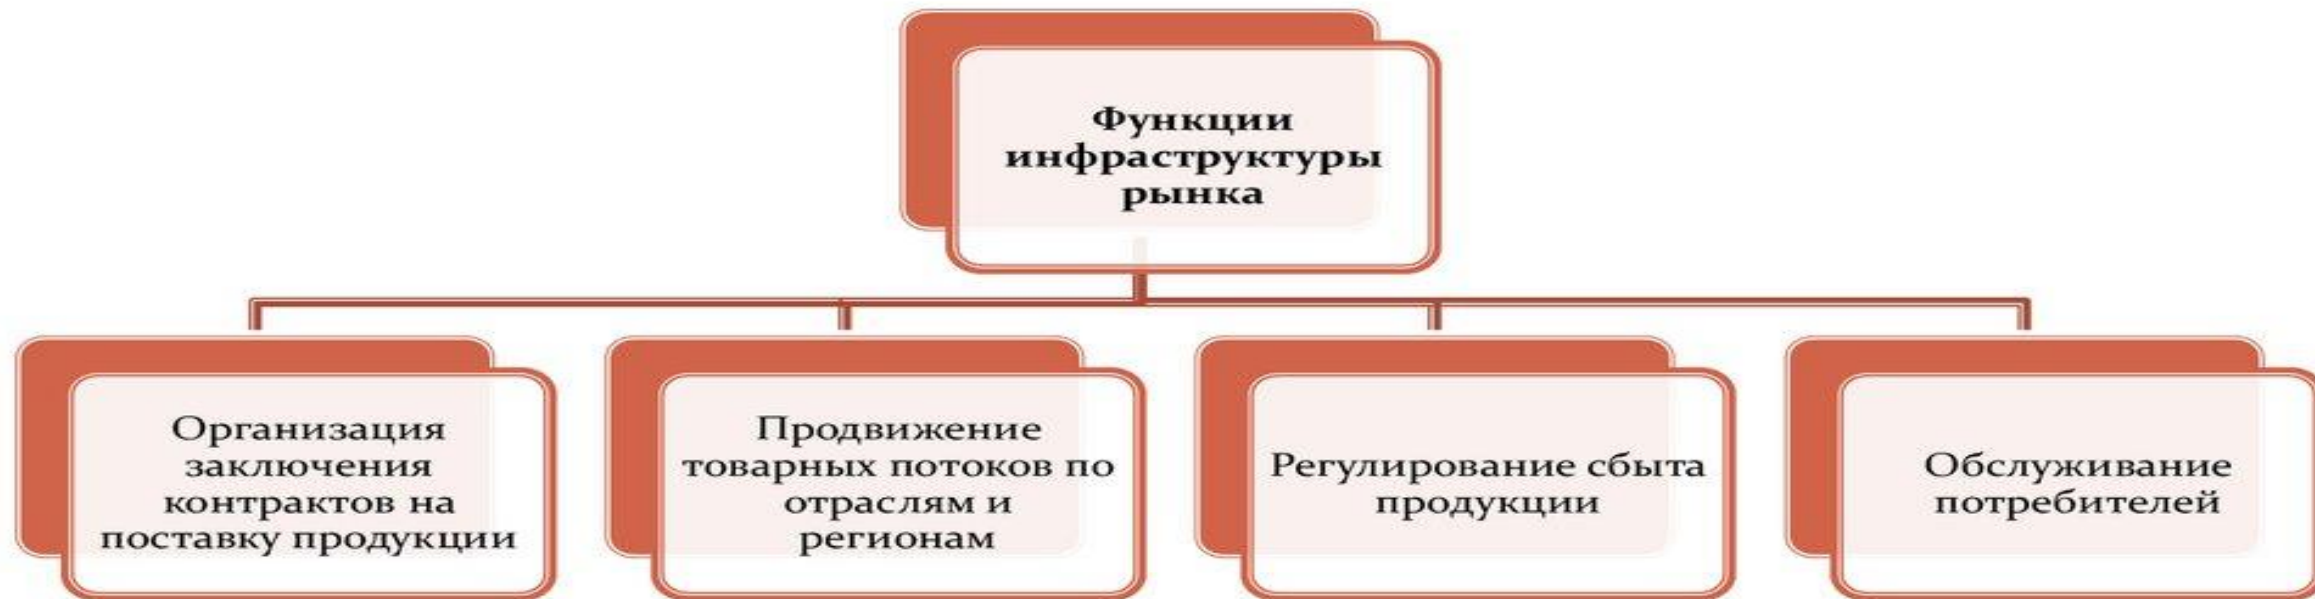 Функции
инфраструктуры
рынка
Организация
заключения
контрактов на
поставку продукции
Продвижение
товарных потоков по
отраслям и
регионам
Регулирование сбыта
продукции
Обслуживание
потребителей